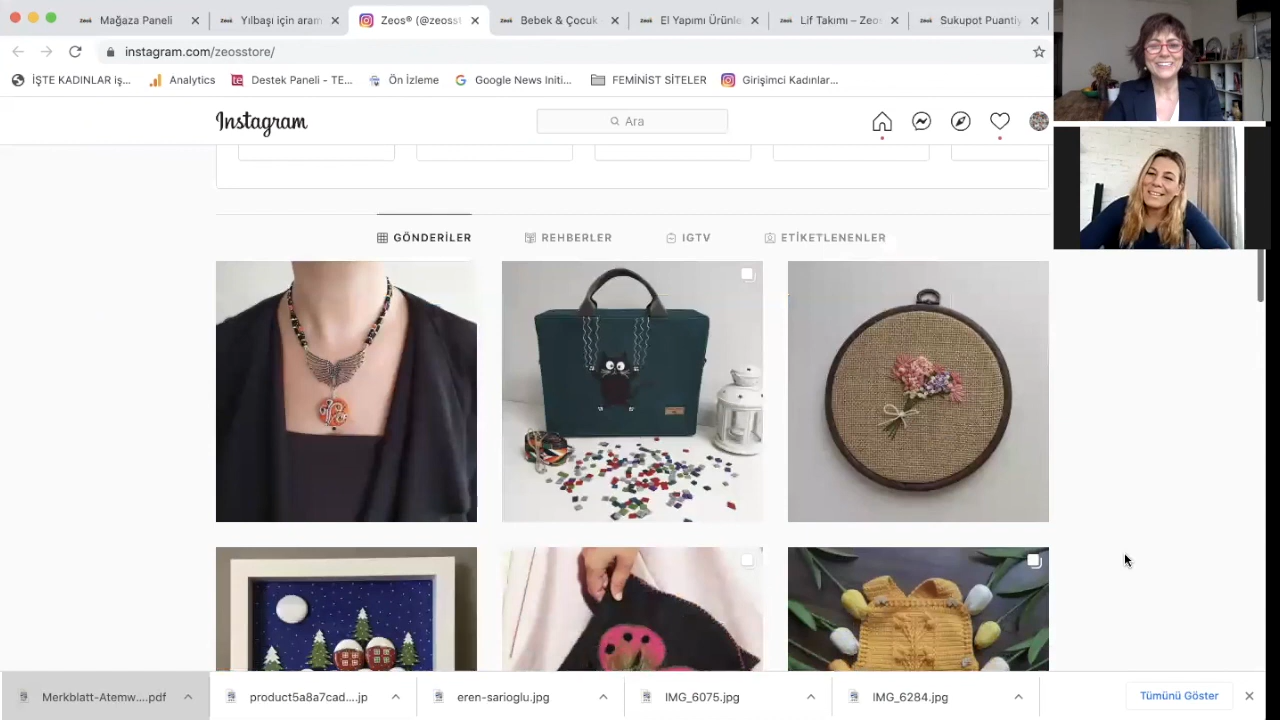 Mağaza Paneli
Yılbaşı için aram
Zeos® (@zeosst
Bebek & Çocuk
El Yapımı Ürünle
Lif Takımı – Zeos
Sukupot Puantiy
instagram.com/zeosstore/
İŞTE KADINLAR iş...
Analytics
Destek Paneli - TE...
Ön İzleme
Google News Initi...
FEMİNİST SİTELER
Girişimci Kadınlar...
Instagram
Ara
GÖNDERİLER
REHBERLER
IGTV
ETİKETLENENLER
Merkblatt-Atemw....pdf
product5a8a7cad....jp
eren-sarioglu.jpg
IMG_6075.jpg
IMG_6284.jpg
Tümünü Göster